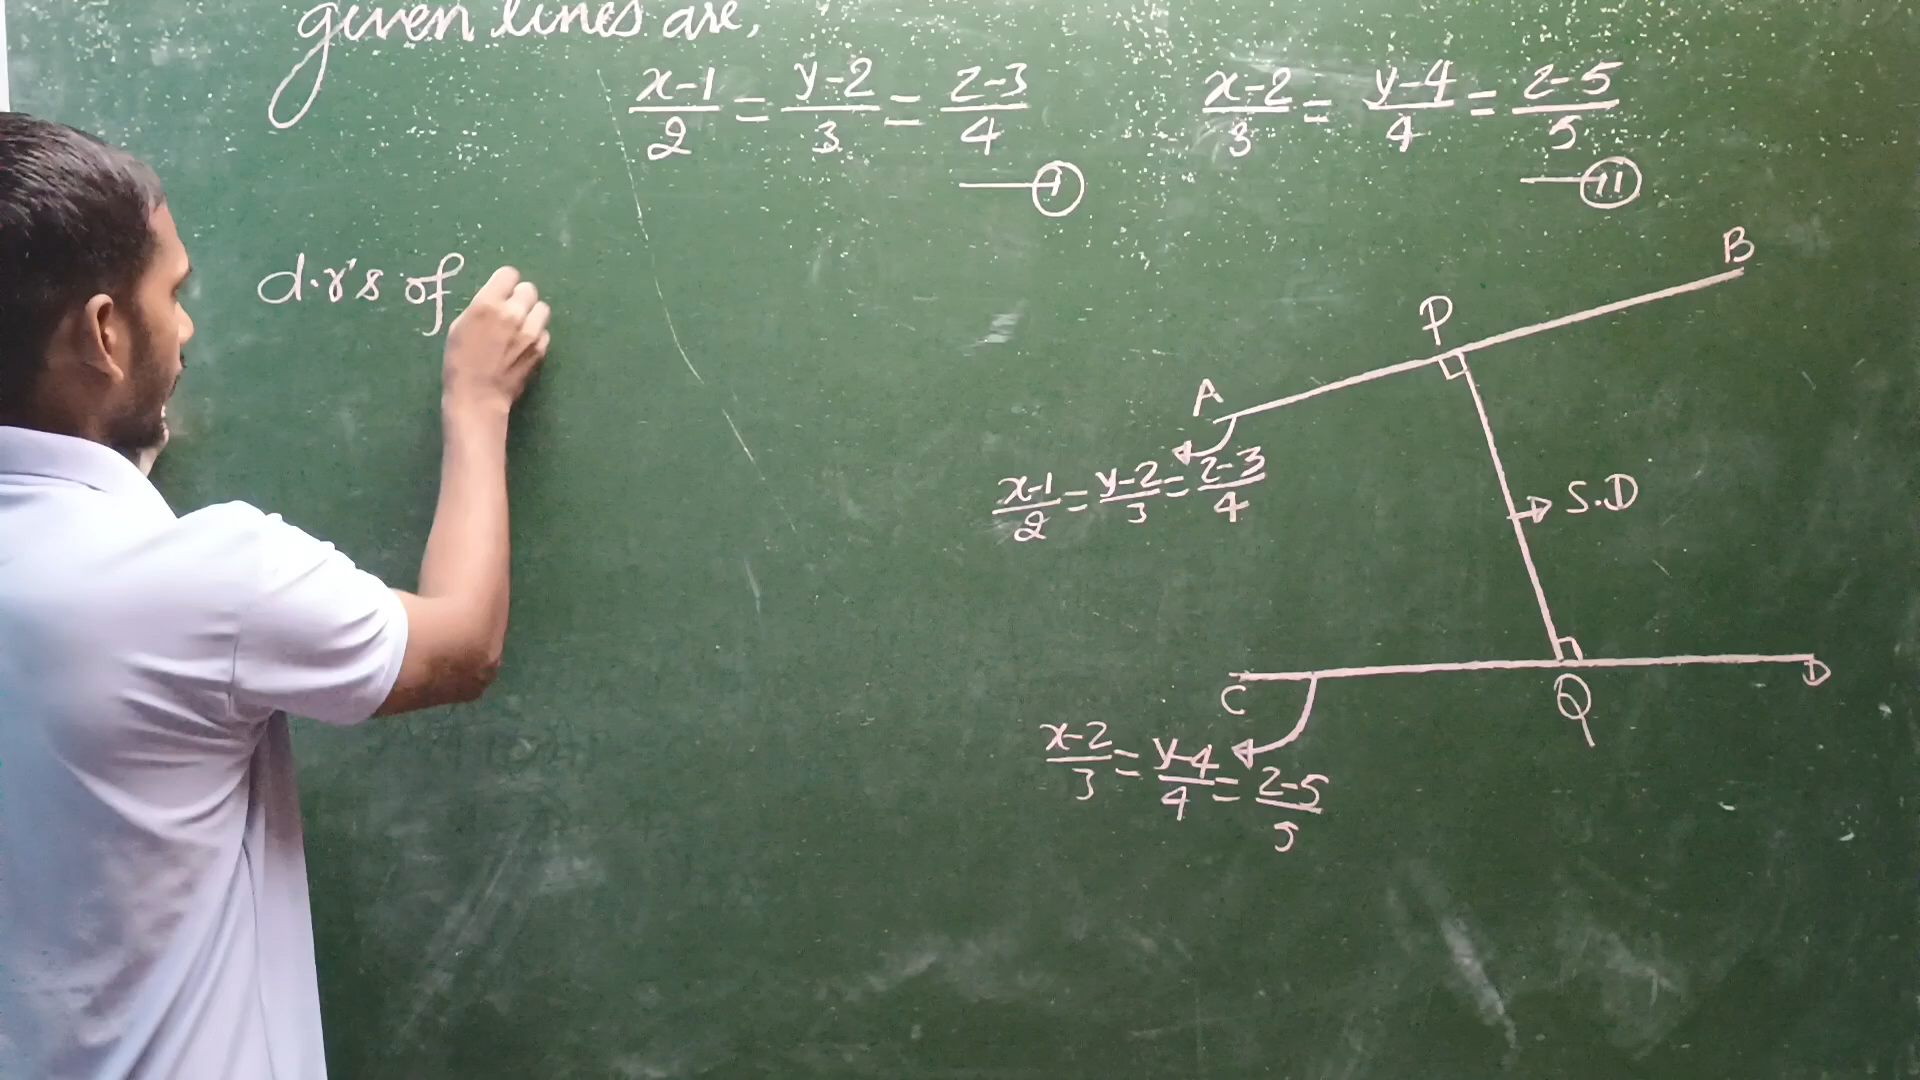 given lines are,
x-1/2 = y-2/3 = z-3/4 x-2/3 = y-4/4 = z-5/5
—I —II
d.r's of
B
P
A
x-1/2 = y-2/3 = z-3/4
S.D
C Q D
x-2/3 = y-4/4 = z-5/5